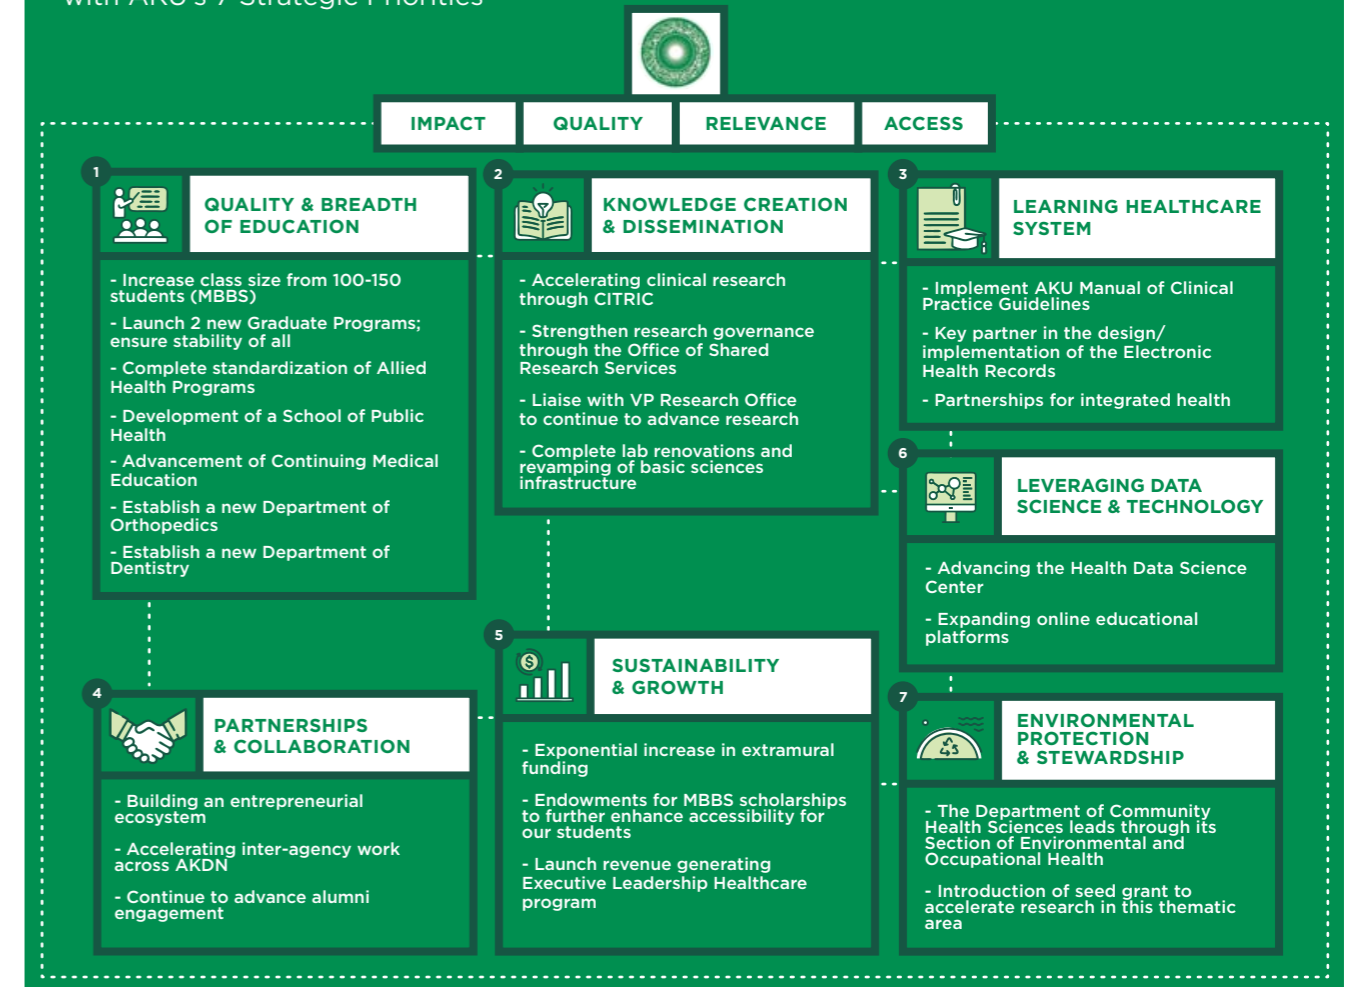 with AKU's 7 Strategic Priorities
IMPACT
QUALITY
RELEVANCE
ACCESS
1
QUALITY & BREADTH
OF EDUCATION
- Increase class size from 100-150
students (MBBS)
- Launch 2 new Graduate Programs;
ensure stability of all
- Complete standardization of Allied
Health Programs
- Development of a School of Public
Health
- Advancement of Continuing Medical
Education
- Establish a new Department of
Orthopedics
- Establish a new Department of
Dentistry
2
KNOWLEDGE CREATION
& DISSEMINATION
- Accelerating clinical research
through CITRIC
- Strengthen research governance
through the Office of Shared
Research Services
- Liaise with VP Research Office
to continue to advance research
- Complete lab renovations and
revamping of basic sciences
infrastructure
3
LEARNING HEALTHCARE
SYSTEM
- Implement AKU Manual of Clinical
Practice Guidelines
- Key partner in the design/
implementation of the Electronic
Health Records
- Partnerships for integrated health
4
PARTNERSHIPS
& COLLABORATION
- Building an entrepreneurial
ecosystem
- Accelerating inter-agency work
across AKDN
- Continue to advance alumni
engagement
5
$
SUSTAINABILITY
& GROWTH
- Exponential increase in extramural
funding
- Endowments for MBBS scholarships
to further enhance accessibility for
our students
- Launch revenue generating
Executive Leadership Healthcare
program
6
LEVERAGING DATA
SCIENCE & TECHNOLOGY
- Advancing the Health Data Science
Center
- Expanding online educational
platforms
7
ENVIRONMENTAL
PROTECTION
& STEWARDSHIP
- The Department of Community
Health Sciences leads through its
Section of Environmental and
Occupational Health
- Introduction of seed grant to
accelerate research in this thematic
area